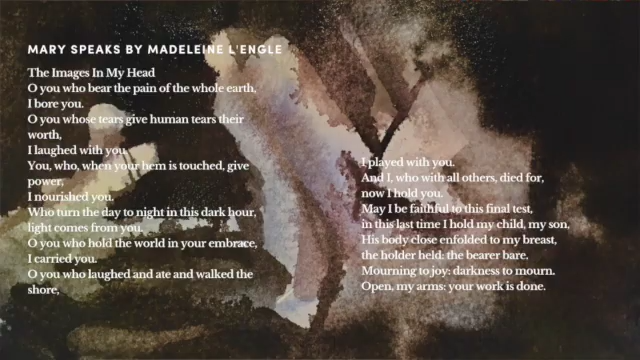 MARY SPEAKS BY MADELEINE L'ENGLE
The Images In My Head
O you who bear the pain of the whole earth,
I bore you.
O you whose tears give human tears their
worth,
I laughed with you.
You, who, when your hem is touched, give
power,
I nourished you.
Who turn the day to night in this dark hour,
light comes from you.
O you who hold the world in your embrace,
I carried you.
O you who laughed and ate and walked the
shore,
I played with you.
And I, who with all others, died for,
now I hold you.
May I be faithful to this final test,
in this last time I hold my child, my son,
His body close enfolded to my breast,
the holder held: the bearer bare.
Mourning to joy: darkness to mourn.
Open, my arms: your work is done.